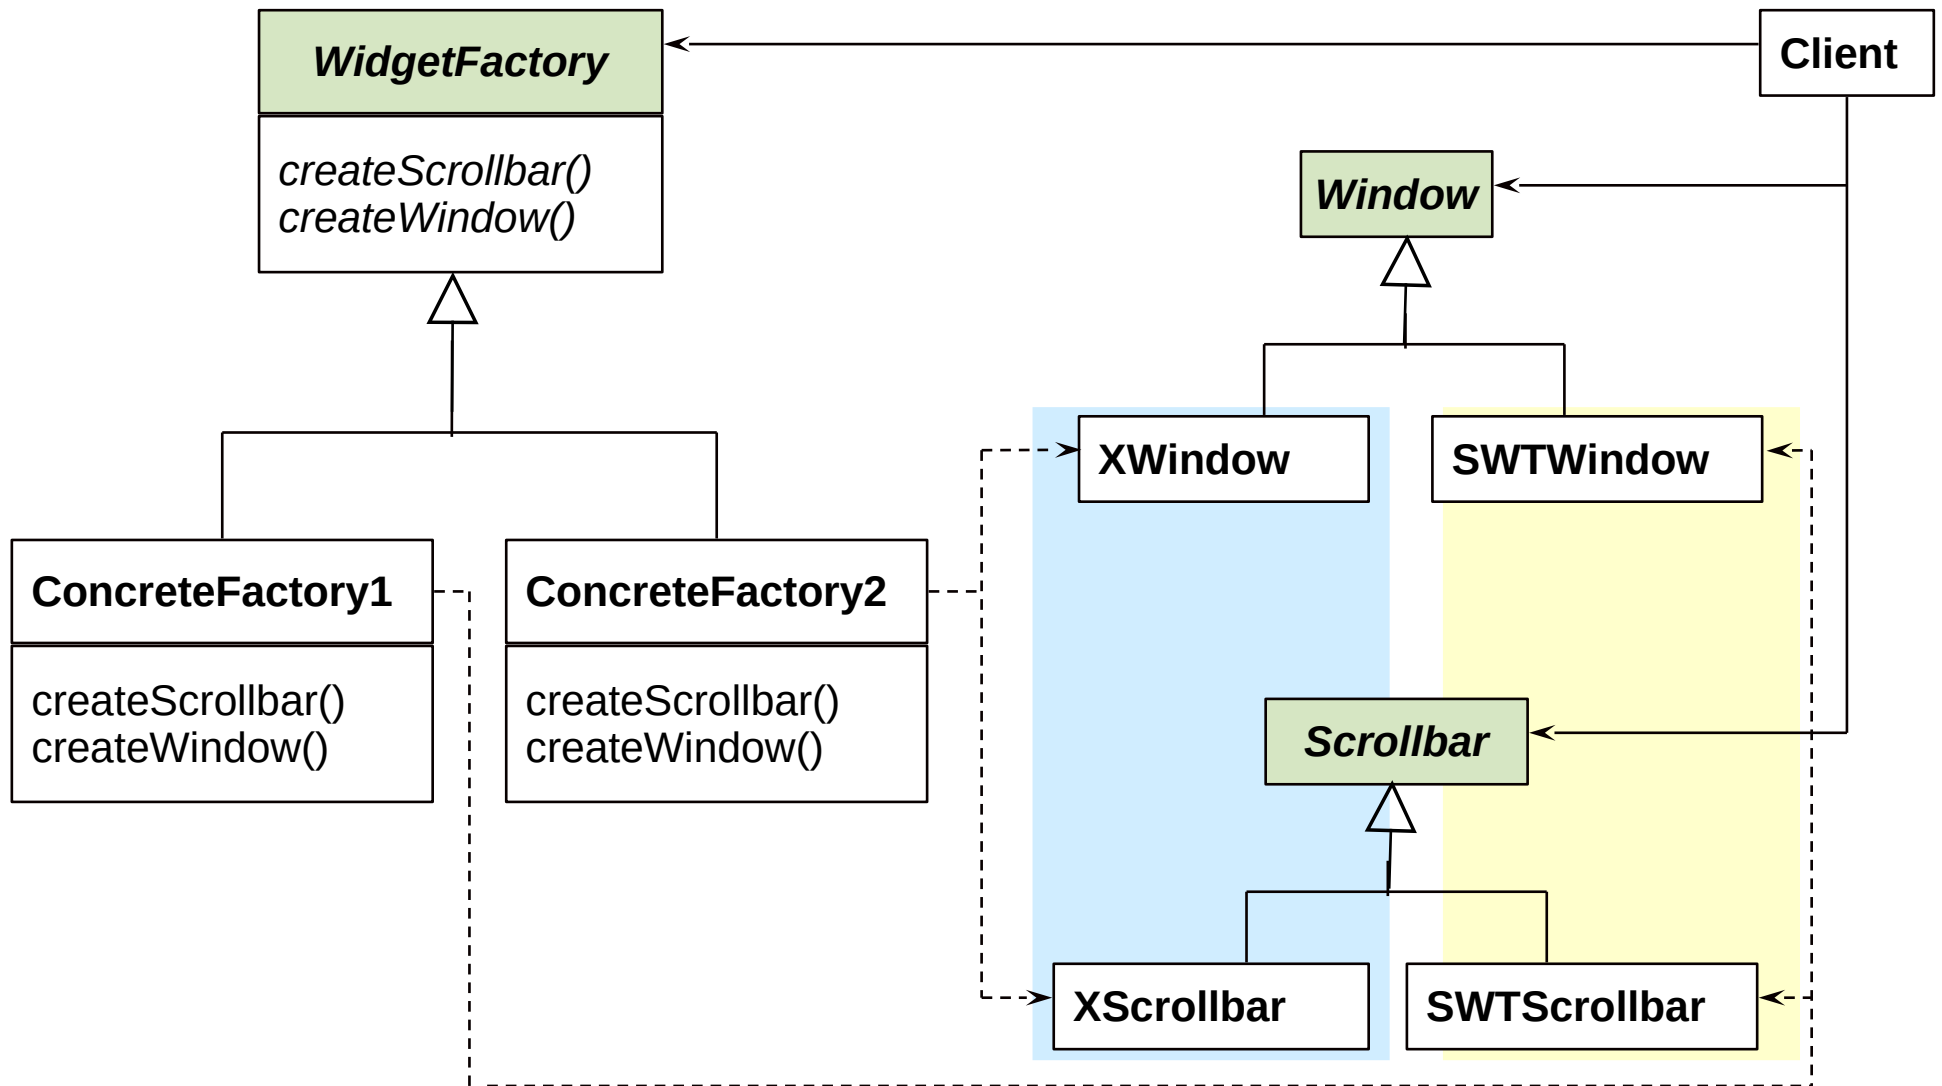 WidgetFactory
createScrollbar()
createWindow()
Client
Window
XWindow
SWTWindow
ConcreteFactory1
createScrollbar()
createWindow()
ConcreteFactory2
createScrollbar()
createWindow()
Scrollbar
XScrollbar
SWTScrollbar